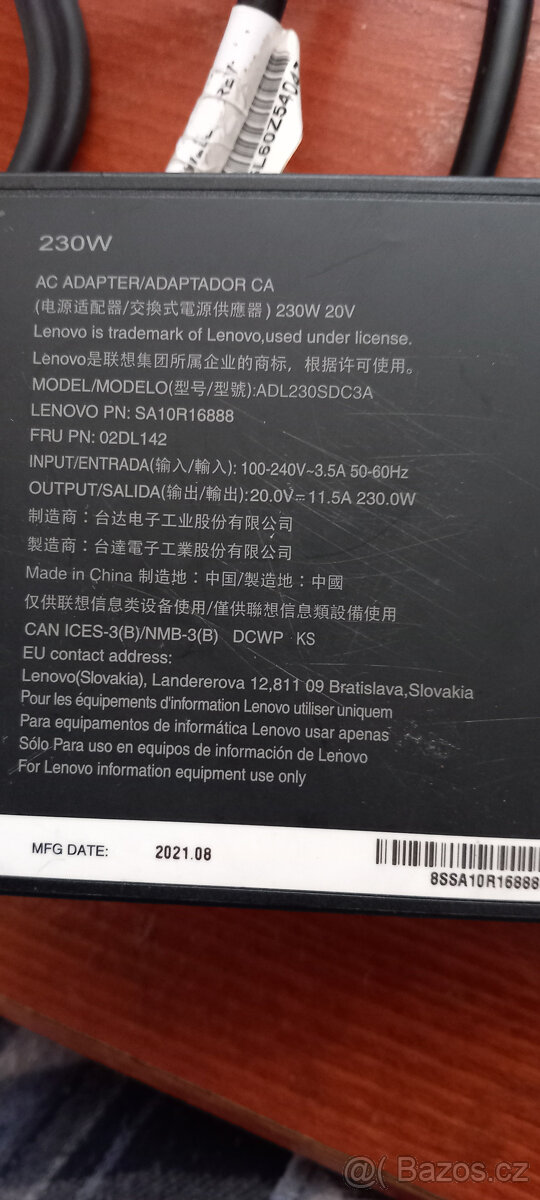 5L60Z5404
230W
AC ADAPTER/ADAPTADOR CA
(电源适配器/交換式電源供應器) 230W 20V
Lenovo is trademark of Lenovo,used under license.
Lenovo是联想集团所属企业的商标，根据许可使用。
MODEL/MODELO(型号/型號):ADL230SDC3A
LENOVO PN: SA10R16888
FRU PN: 02DL142
INPUT/ENTRADA(输入/輸入): 100-240V~3.5A 50-60Hz
OUTPUT/SALIDA(输出/輸出):20.0V⎓11.5A 230.0W
制造商：台达电子工业股份有限公司
製造商：台達電子工業股份有限公司
Made in China 制造地：中国/製造地：中國
仅供联想信息类设备使用/僅供聯想信息類設備使用
CAN ICES-3(B)/NMB-3(B) DCWP KS
EU contact address:
Lenovo(Slovakia), Landererova 12,811 09 Bratislava,Slovakia
Pour les équipements d'information Lenovo utiliser uniquem
Para equipamentos de informática Lenovo usar apenas
Sólo Para uso en equipos de información de Lenovo
For Lenovo information equipment use only
MFG DATE: 2021.08
8SSA10R16888
@( Bazos.cz